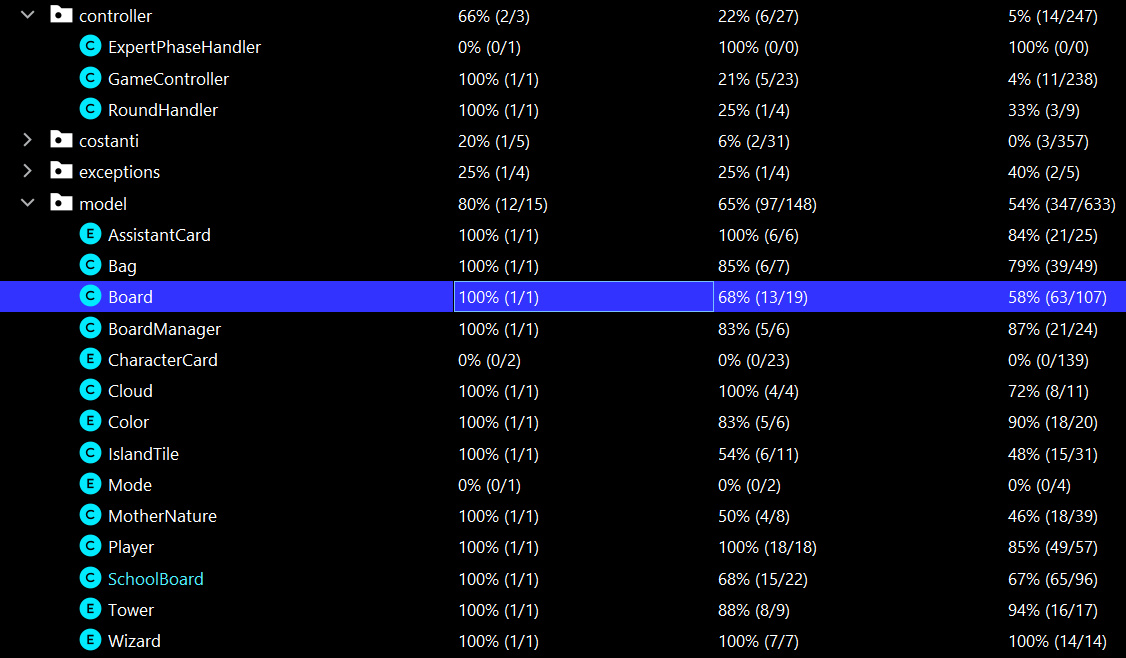 controller 66% (2/3) 22% (6/27) 5% (14/247)
C ExpertPhaseHandler 0% (0/1) 100% (0/0) 100% (0/0)
C GameController 100% (1/1) 21% (5/23) 4% (11/238)
C RoundHandler 100% (1/1) 25% (1/4) 33% (3/9)
costanti 20% (1/5) 6% (2/31) 0% (3/357)
exceptions 25% (1/4) 25% (1/4) 40% (2/5)
model 80% (12/15) 65% (97/148) 54% (347/633)
E AssistantCard 100% (1/1) 100% (6/6) 84% (21/25)
C Bag 100% (1/1) 85% (6/7) 79% (39/49)
C Board 100% (1/1) 68% (13/19) 58% (63/107)
C BoardManager 100% (1/1) 83% (5/6) 87% (21/24)
E CharacterCard 0% (0/2) 0% (0/23) 0% (0/139)
C Cloud 100% (1/1) 100% (4/4) 72% (8/11)
E Color 100% (1/1) 83% (5/6) 90% (18/20)
C IslandTile 100% (1/1) 54% (6/11) 48% (15/31)
E Mode 0% (0/1) 0% (0/2) 0% (0/4)
C MotherNature 100% (1/1) 50% (4/8) 46% (18/39)
C Player 100% (1/1) 100% (18/18) 85% (49/57)
C SchoolBoard 100% (1/1) 68% (15/22) 67% (65/96)
E Tower 100% (1/1) 88% (8/9) 94% (16/17)
E Wizard 100% (1/1) 100% (7/7) 100% (14/14)